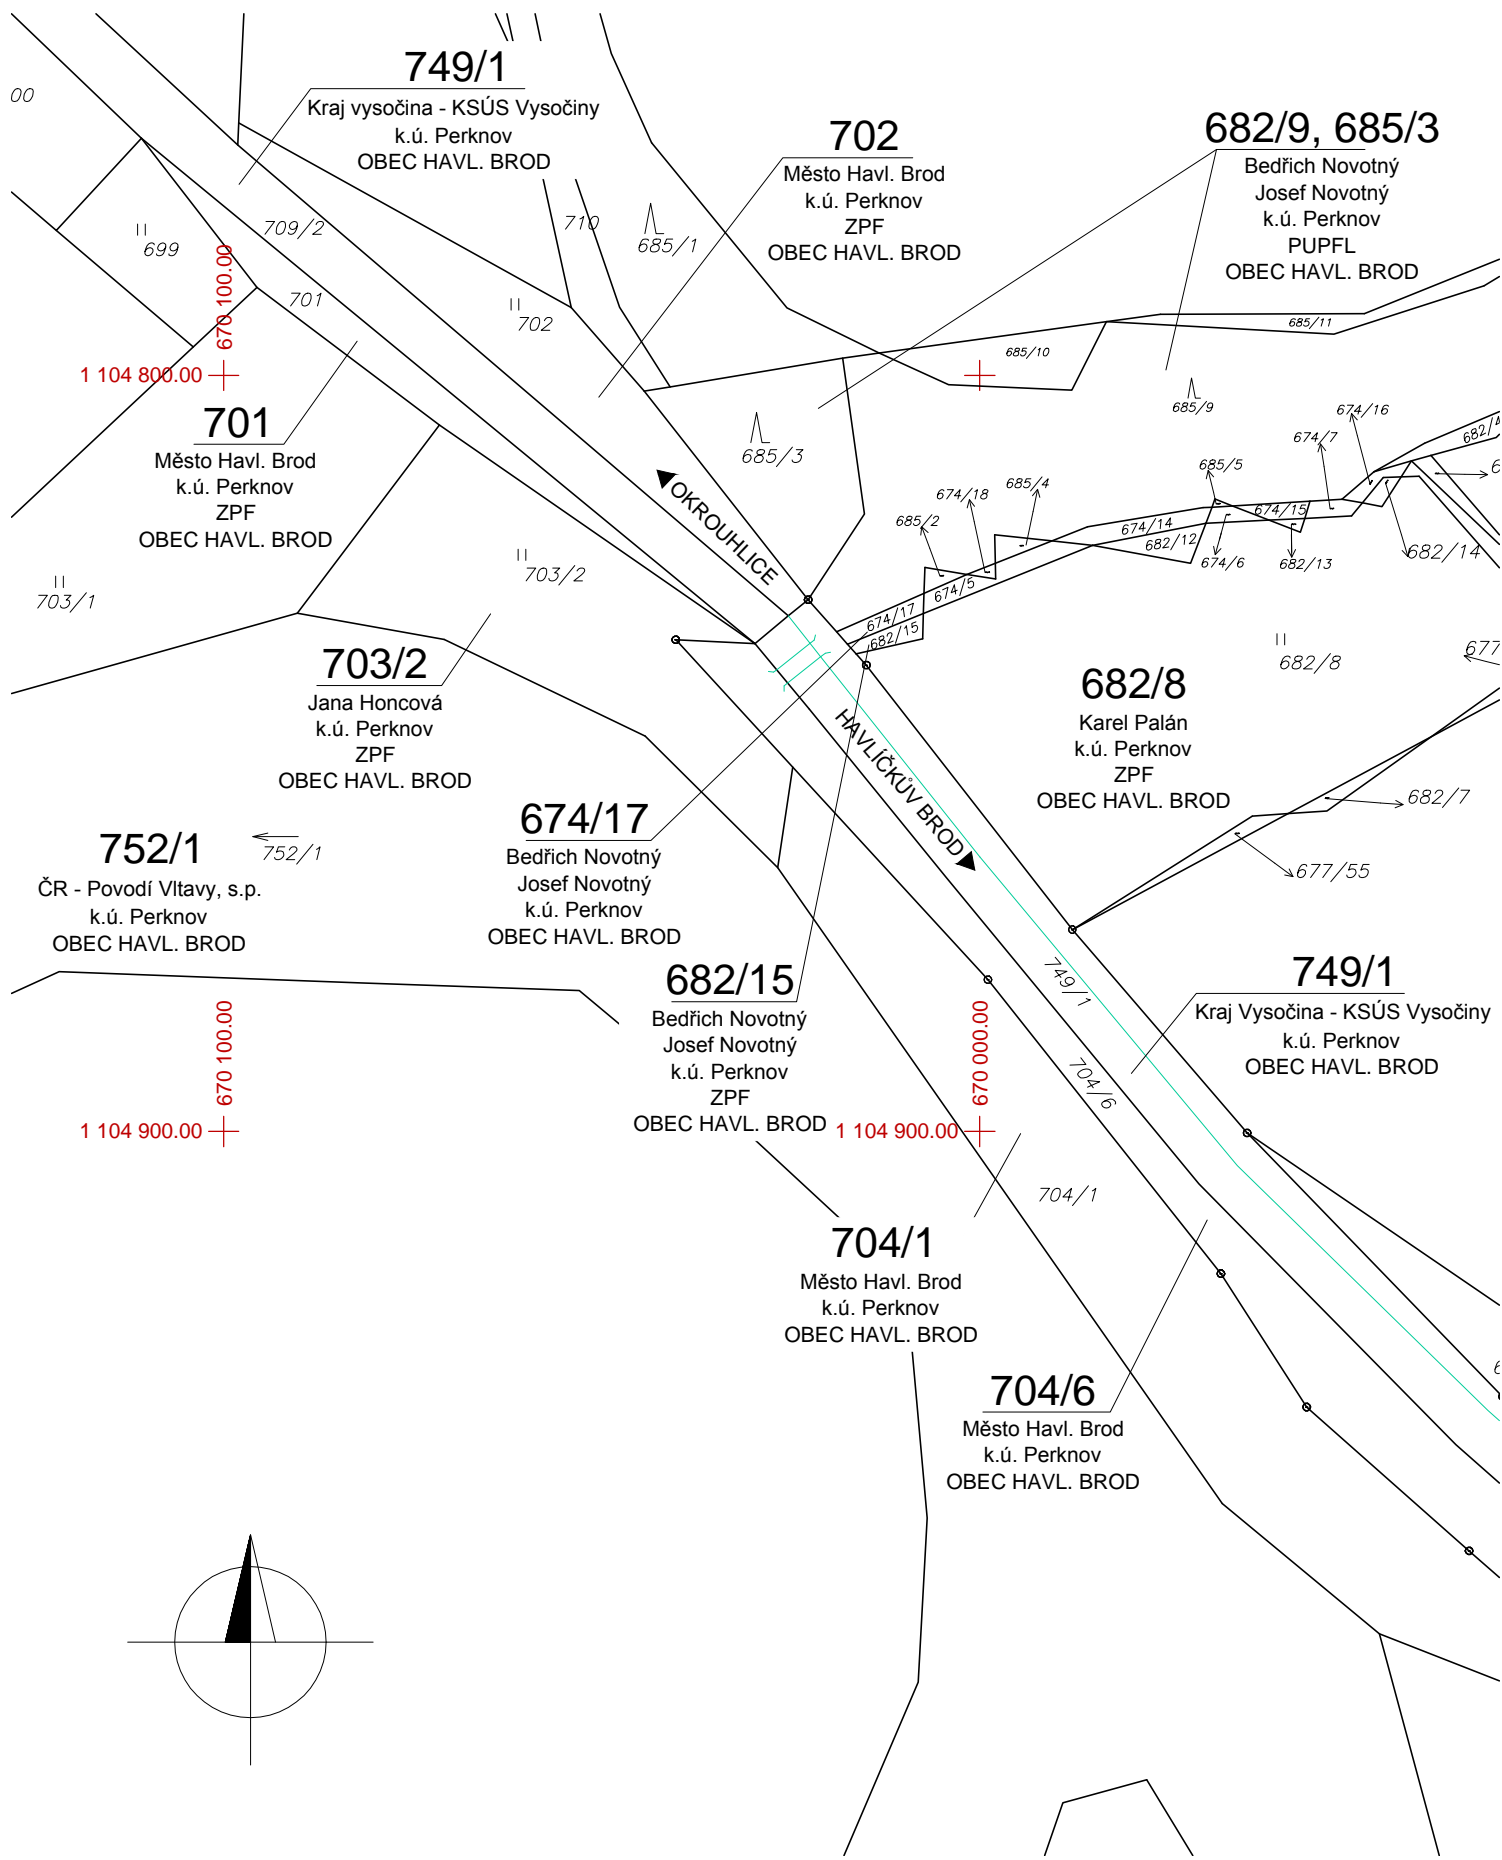 749/1
Kraj vysočina - KSÚS Vysočiny
k.ú. Perknov
OBEC HAVL. BROD
702
Město Havl. Brod
k.ú. Perknov
ZPF
OBEC HAVL. BROD
682/9, 685/3
Bedřich Novotný
Josef Novotný
k.ú. Perknov
PUPFL
OBEC HAVL. BROD
00
699
709/2
710
685/1
670 100.00
701
702
685/11
685/10
1 104 800.00
685/9
674/16
674/7
682/4
701
Město Havl. Brod
k.ú. Perknov
ZPF
OBEC HAVL. BROD
685/3
OKROUHLICE
685/5
685/4
674/18
685/2
674/14
674/15
682/12
674/6
682/13
682/14
703/1
703/2
674/5
674/17
682/15
682/8
677
703/2
Jana Honcová
k.ú. Perknov
ZPF
OBEC HAVL. BROD
682/8
Karel Palán
k.ú. Perknov
ZPF
OBEC HAVL. BROD
HAVLÍČKŮV BROD
682/7
677/55
752/1
752/1
ČR - Povodí Vltavy, s.p.
k.ú. Perknov
OBEC HAVL. BROD
674/17
Bedřich Novotný
Josef Novotný
k.ú. Perknov
OBEC HAVL. BROD
682/15
Bedřich Novotný
Josef Novotný
k.ú. Perknov
ZPF
OBEC HAVL. BROD
749/1
749/1
Kraj Vysočina - KSÚS Vysočiny
k.ú. Perknov
OBEC HAVL. BROD
670 100.00
670 000.00
704/6
1 104 900.00
1 104 900.00
704/1
704/1
Město Havl. Brod
k.ú. Perknov
OBEC HAVL. BROD
704/6
Město Havl. Brod
k.ú. Perknov
OBEC HAVL. BROD